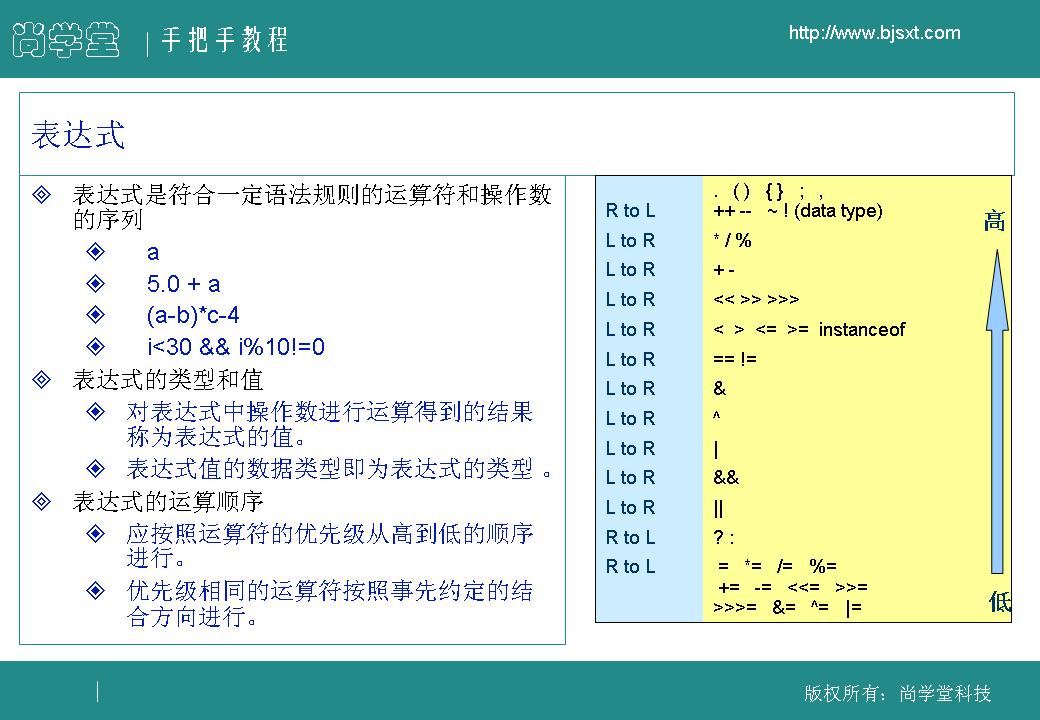 尚学堂 手把手教程
http://www.bjsxt.com
表达式
表达式是符合一定语法规则的运算符和操作数
的序列
a
5.0 + a
(a-b)*c-4
i<30 && i%10!=0
表达式的类型和值
对表达式中操作数进行运算得到的结果
称为表达式的值。
表达式值的数据类型即为表达式的类型 。
表达式的运算顺序
应按照运算符的优先级从高到低的顺序
进行。
优先级相同的运算符按照事先约定的结
合方向进行。
. ( ) { } ; ,
R to L ++ -- ~ ! (data type)
L to R * / %
L to R + -
L to R << >> >>>
L to R < > <= >= instanceof
L to R == !=
L to R &
L to R ^
L to R |
L to R &&
L to R ||
R to L ? :
R to L = *= /= %=
+= -= <<= >>=
>>>= &= ^= |=
高
低
版权所有：尚学堂科技